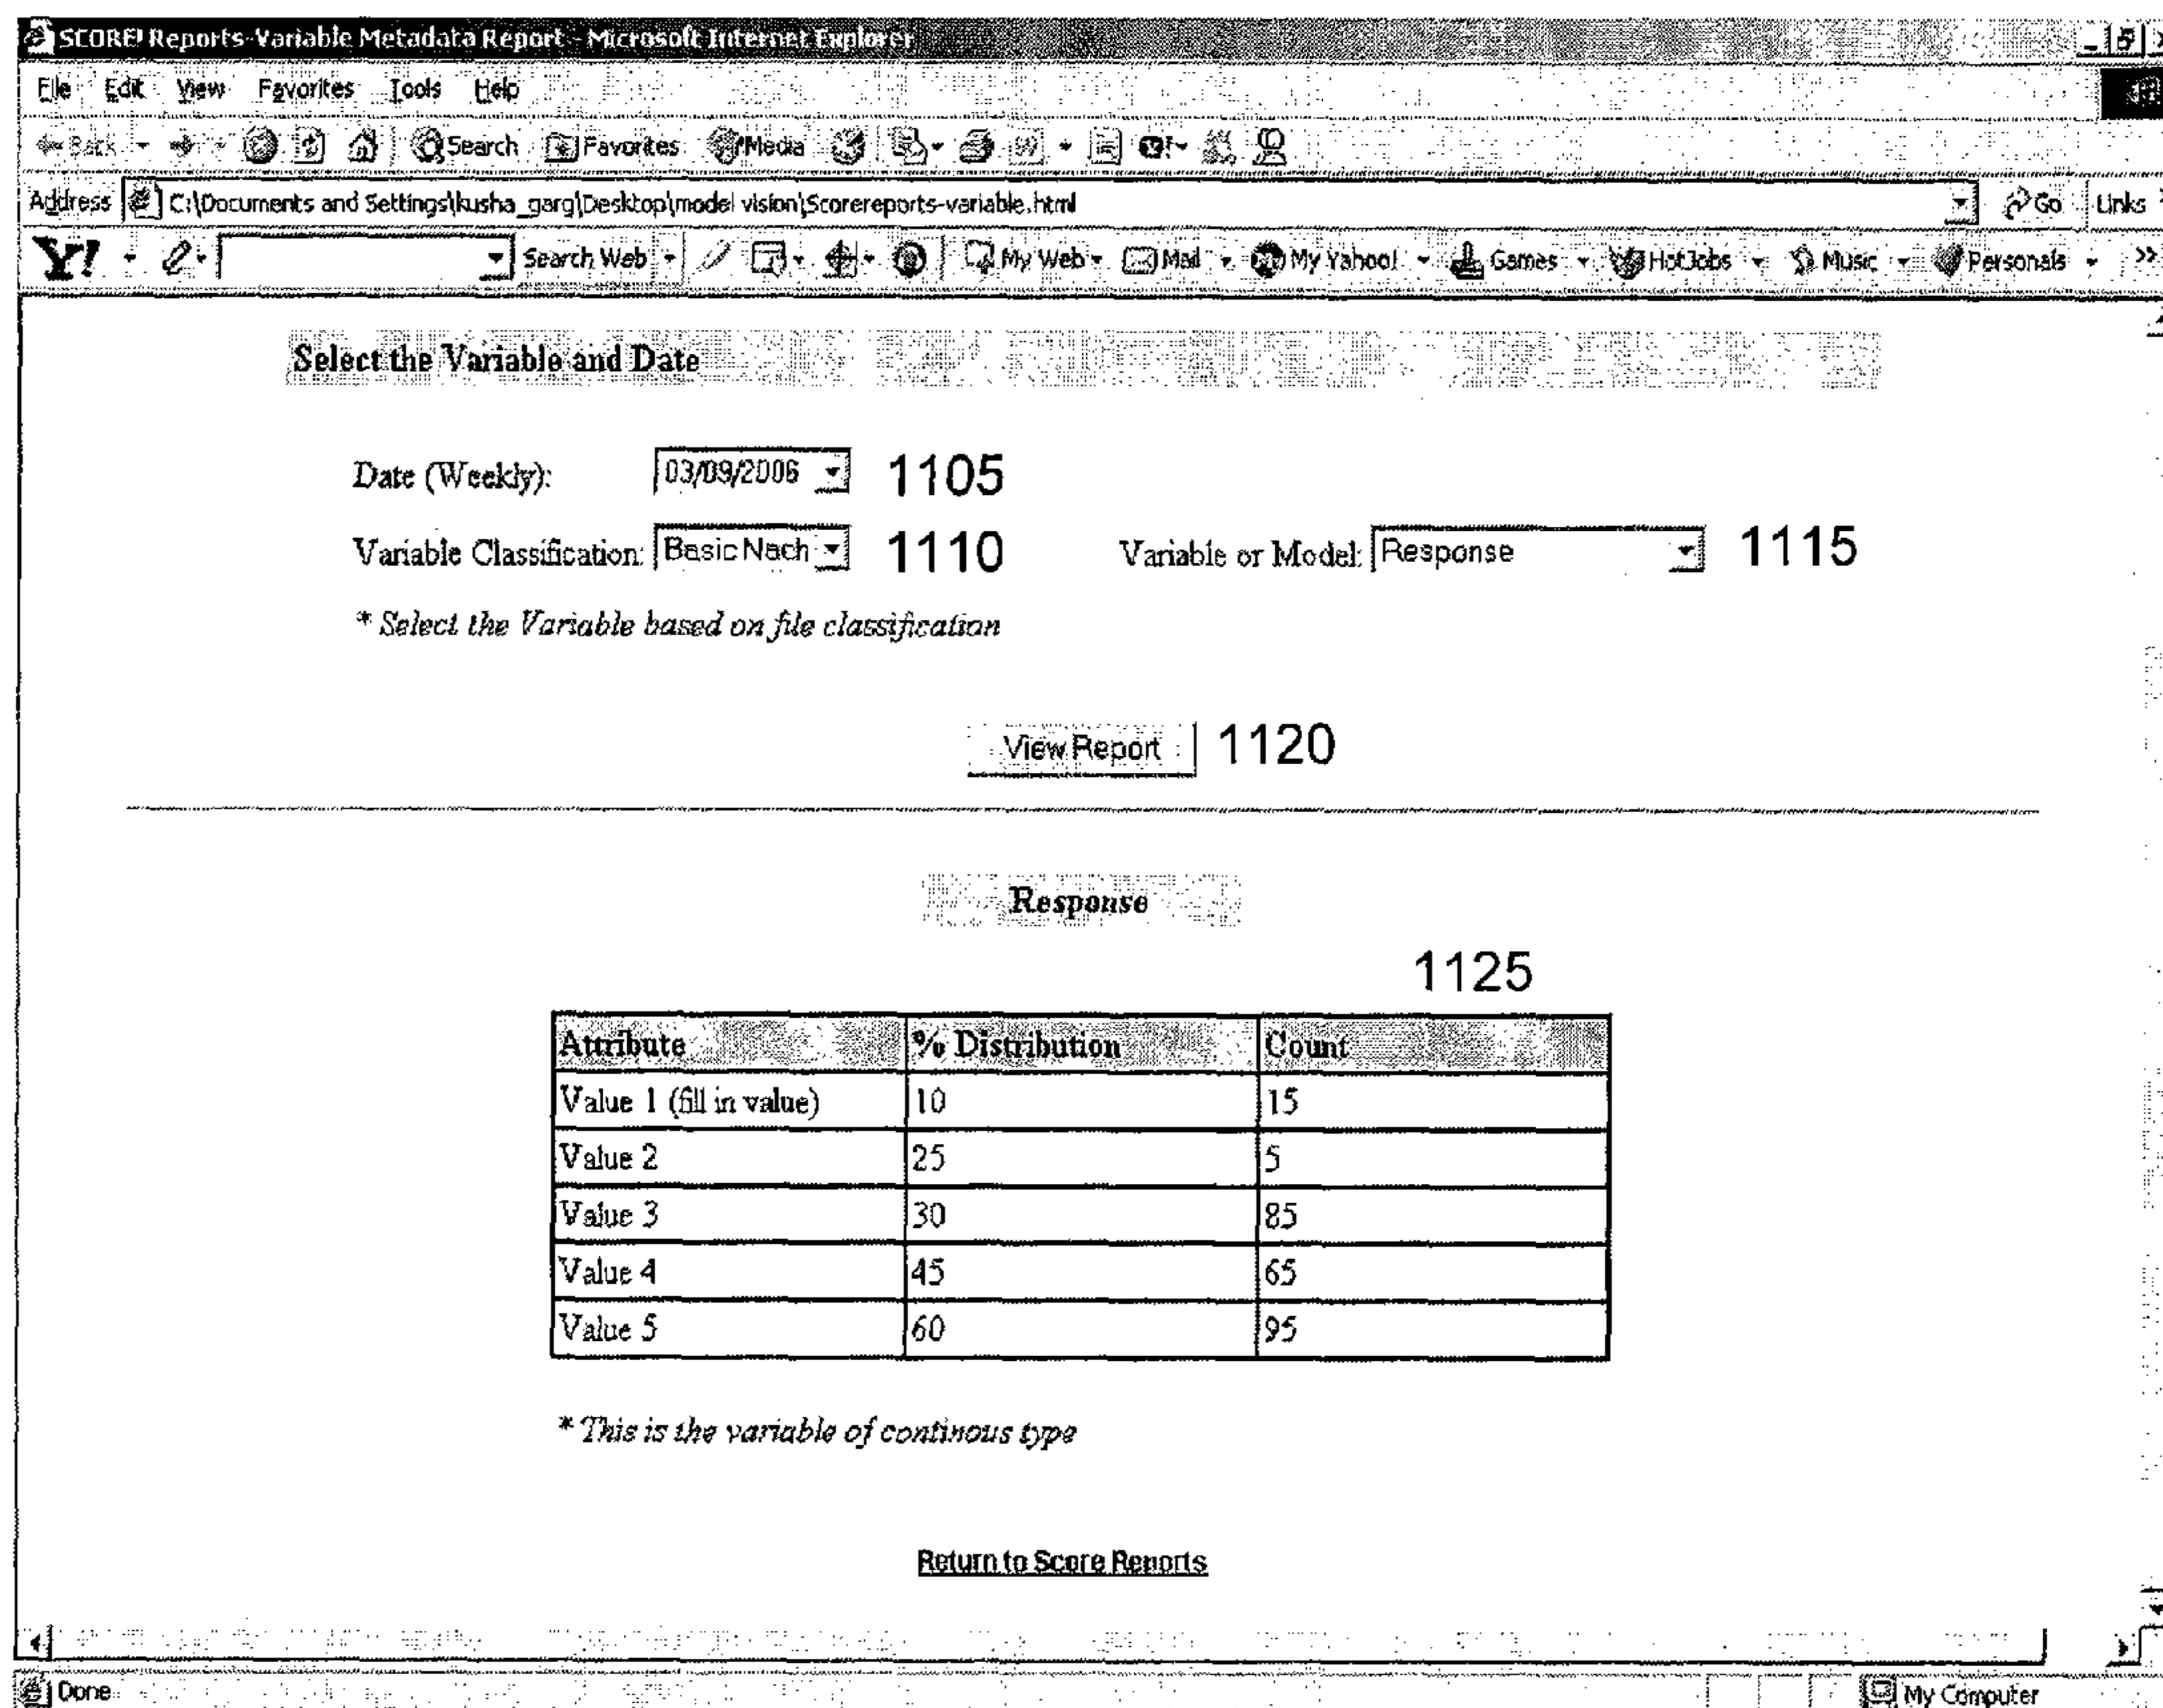 SCORE! Reports-Variable Metadata Report - Microsoft Internet Explorer
File Edit View Favorites Tools Help
Back Search Favorites Media
Address C:\Documents and Settings\kusha_garg\Desktop\model vision\Scorereports-variable.html Go Links
Y! Search Web My Web Mail My Yahoo! Games HotJobs Music Personals >>
Select the Variable and Date
Date (Weekly): 03/09/2006 1105
Variable Classification: Basic Nach 1110 Variable or Model: Response 1115
* Select the Variable based on file classification
View Report 1120
Response
1125
Attribute % Distribution Count
Value 1 (fill in value) 10 15
Value 2 25 5
Value 3 30 85
Value 4 45 65
Value 5 60 95
* This is the variable of continous type
Return to Score Reports
Done My Computer